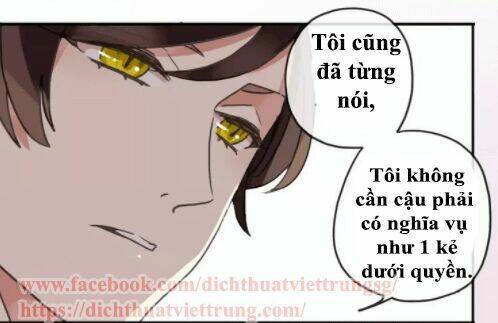 Tôi cũng
đã từng
nói,
Tôi không
cần cậu phải
có nghĩa vụ
như 1 kẻ
dưới quyền.
www.facebook.com/dichthuatviettrungsg/
https://dichthuatviettrung.com/